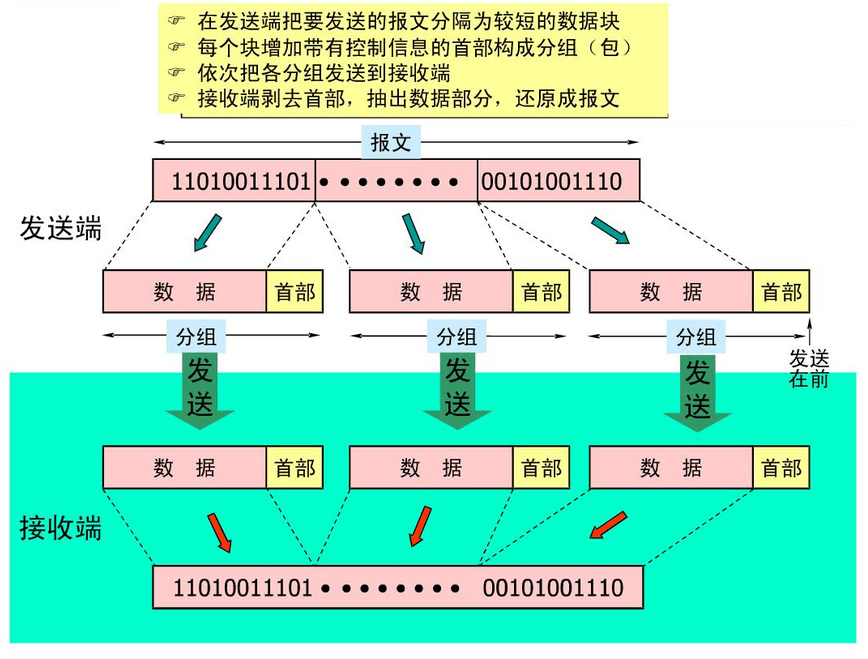 ☞ 在发送端把要发送的报文分隔为较短的数据块
☞ 每个块增加带有控制信息的首部构成分组（包）
☞ 依次把各分组发送到接收端
☞ 接收端剥去首部，抽出数据部分，还原成报文
报文
11010011101 • • • • • • • • 00101001110
发送端
数 据 首部 数 据 首部 数 据 首部
分组 分组 分组
发送 发送 发送
发送
在前
数 据 首部 数 据 首部 数 据 首部
接收端
11010011101 • • • • • • • • 00101001110